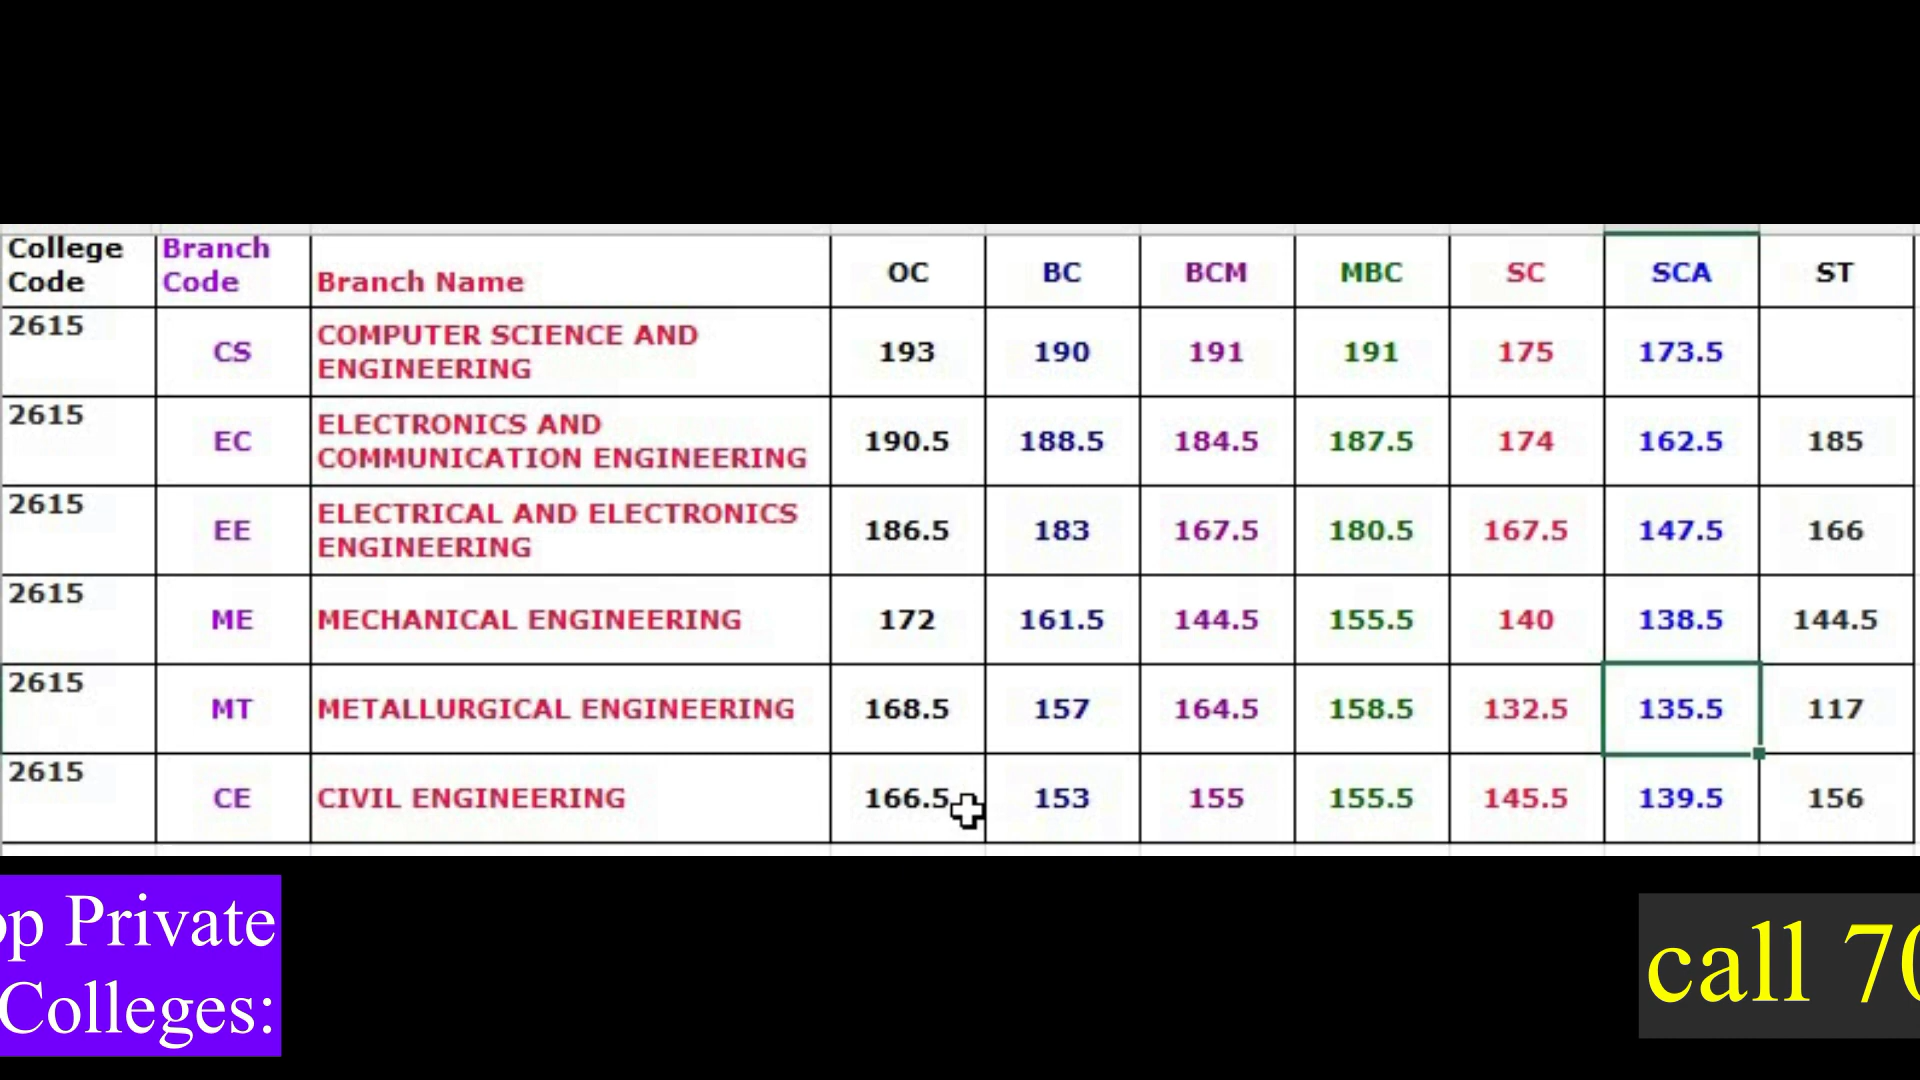 College Code Branch Code Branch Name OC BC BCM MBC SC SCA ST
2615 CS COMPUTER SCIENCE AND ENGINEERING 193 190 191 191 175 173.5
2615 EC ELECTRONICS AND COMMUNICATION ENGINEERING 190.5 188.5 184.5 187.5 174 162.5 185
2615 EE ELECTRICAL AND ELECTRONICS ENGINEERING 186.5 183 167.5 180.5 167.5 147.5 166
2615 ME MECHANICAL ENGINEERING 172 161.5 144.5 155.5 140 138.5 144.5
2615 MT METALLURGICAL ENGINEERING 168.5 157 164.5 158.5 132.5 135.5 117
2615 CE CIVIL ENGINEERING 166.5 153 155 155.5 145.5 139.5 156
op Private
Colleges:
call 70